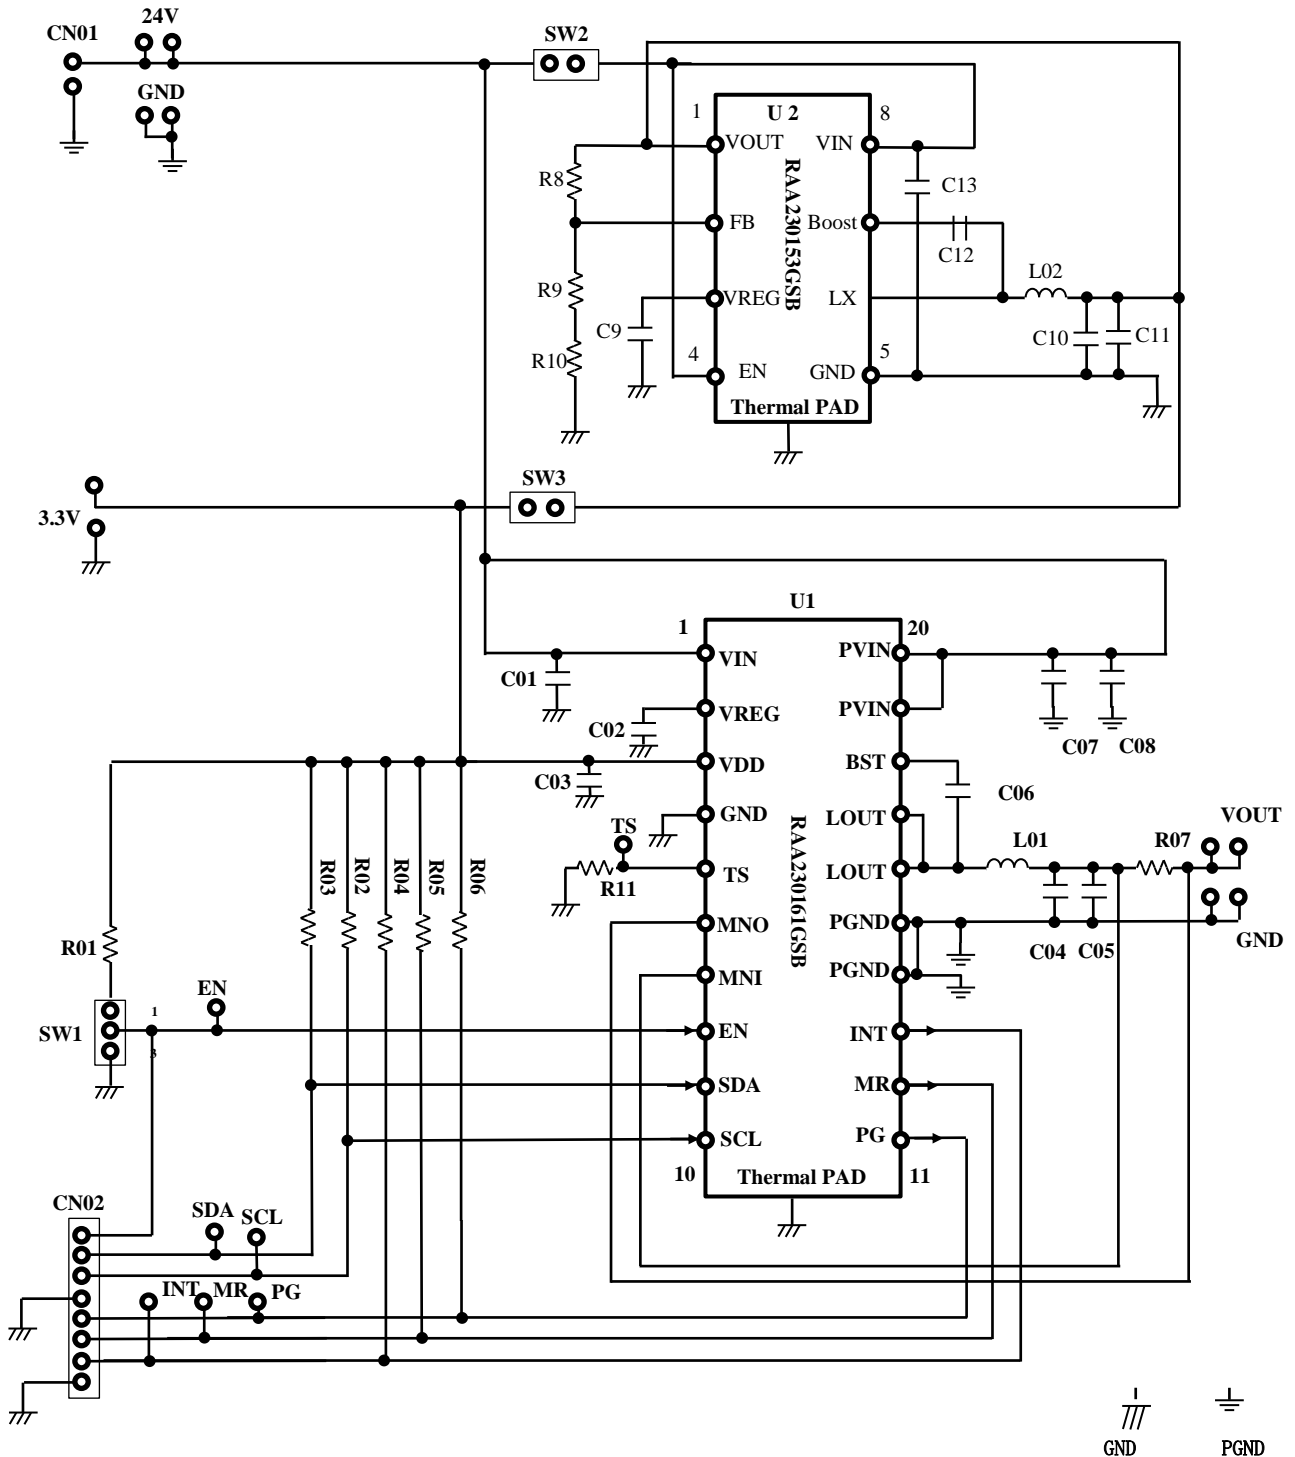 24V
CN01
SW2
GND
1
U 2
8
VOUT
VIN
R8
C13
RAA230153GSB
FB
Boost
C12
L02
R9
VREG
LX
C9
C10
C11
R10
4
EN
GND
5
Thermal PAD
SW3
3.3V
U1
1
20
VIN
PVIN
C01
VREG
PVIN
C02
C07
C08
VDD
BST
C03
C06
GND
LOUT
VOUT
TS
RAA230161GSB
L01
R07
R03
R02
R04
R05
R06
R11
TS
LOUT
MNO
PGND
R01
C04
C05
GND
MNI
PGND
EN
1
SW1
3
EN
INT
SDA
MR
SCL
PG
10
Thermal PAD
11
CN02
SDA
SCL
INT
MR
PG
GND
PGND